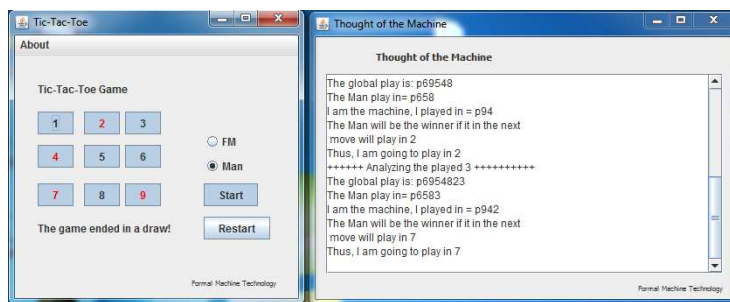 Tic-Tac-Toe
About
Tic-Tac-Toe Game
1 2 3
4 5 6
7 8 9
FM
Man
Start
Restart
The game ended in a draw!
Formal Machine Technology
Thought of the Machine
Thought of the Machine
The global play is: p69548
The Man play in= p658
I am the machine, I played in = p94
The Man will be the winner if it in the next
move will play in 2
Thus, I am going to play in 2
++++++ Analyzing the played 3 ++++++++++
The global play is: p6954823
The Man play in= p6583
I am the machine, I played in = p942
The Man will be the winner if it in the next
move will play in 7
Thus, I am going to play in 7
Formal Machine Technology